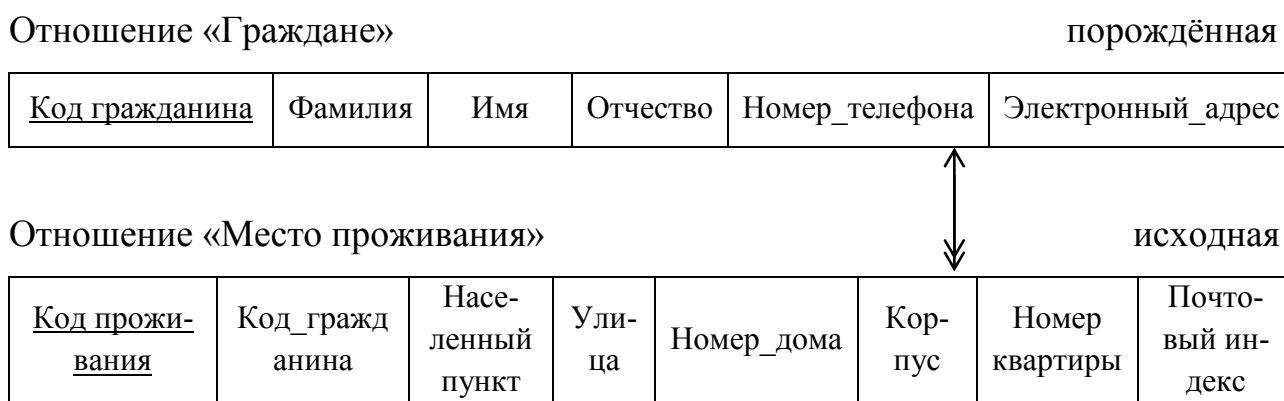 Отношение «Граждане» порождённая
Код гражданина Фамилия Имя Отчество Номер_телефона Электронный_адрес
Отношение «Место проживания» исходная
Код прожи-
вания
Код_гражд
анина
Насе-
ленный
пункт
Ули-
ца
Номер_дома
Кор-
пус
Номер
квартиры
Почто-
вый ин-
декс